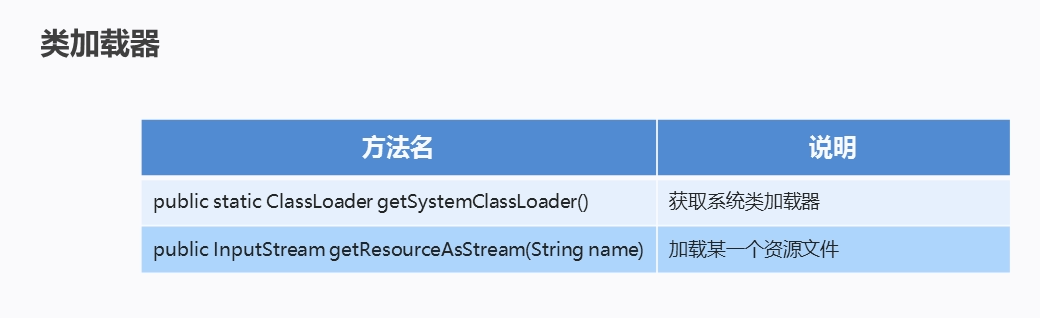 类加载器
方法名 说明
public static ClassLoader getSystemClassLoader() 获取系统类加载器
public InputStream getResourceAsStream(String name) 加载某一个资源文件